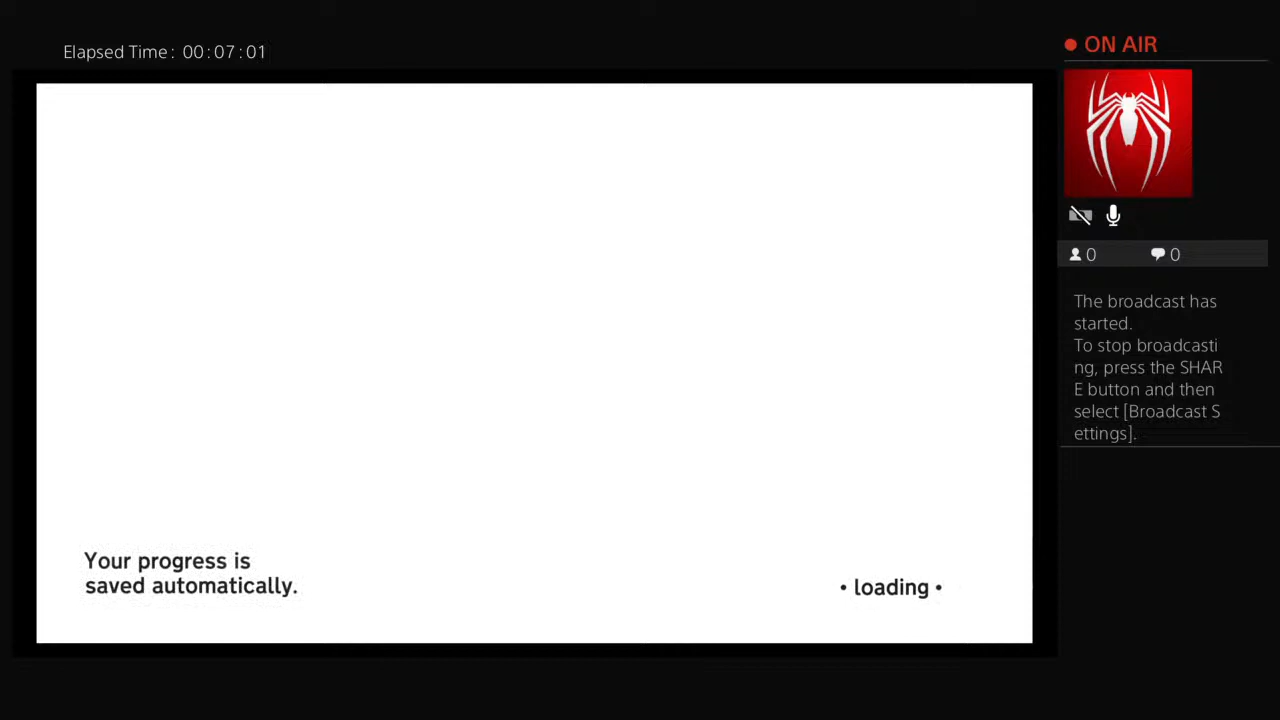 Elapsed Time: 00:07:01
ON AIR
0 0
The broadcast has
started.
To stop broadcasti
ng, press the SHAR
E button and then
select [Broadcast S
ettings].
Your progress is
saved automatically.
• loading •